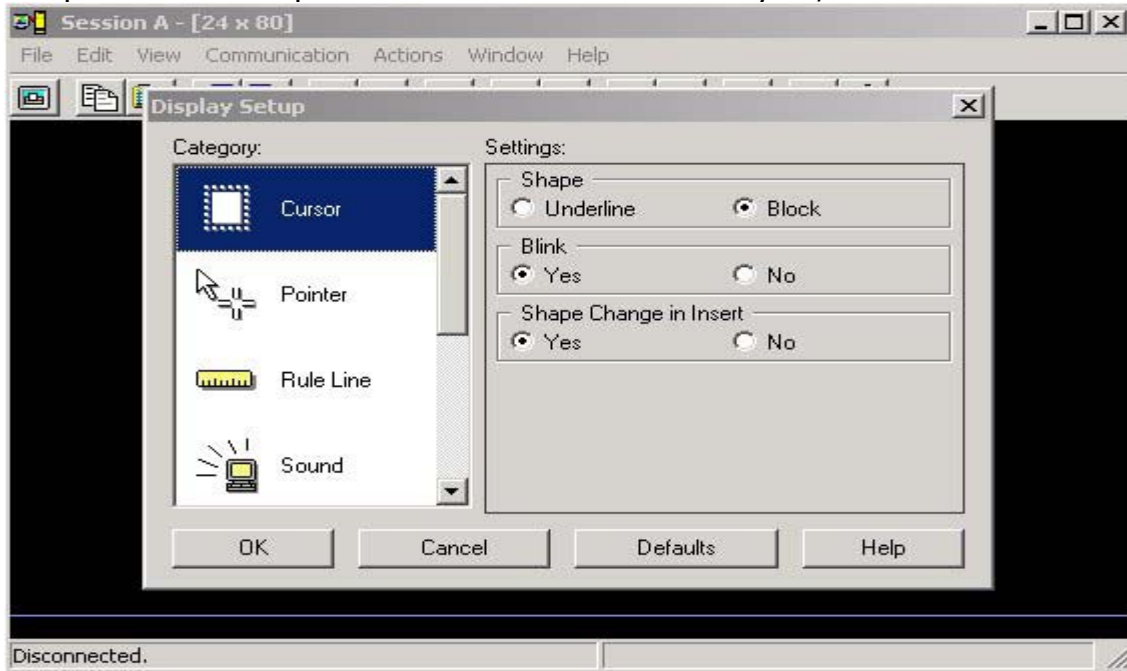 Session A - [24 x 80]
File Edit View Communication Actions Window Help
Display Setup
Category:
Settings:
Cursor
Pointer
Rule Line
Sound
Shape
Underline Block
Blink
Yes No
Shape Change in Insert
Yes No
OK Cancel Defaults Help
Disconnected.